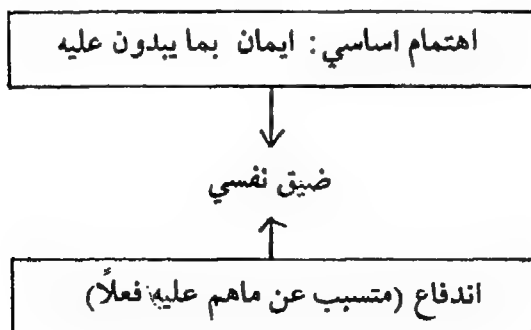 اهتمام اساسي: ايمان بما يبدون عليه
ضيق نفسي
اندفاع (متسبب عن ماهم عليه فعلاً)